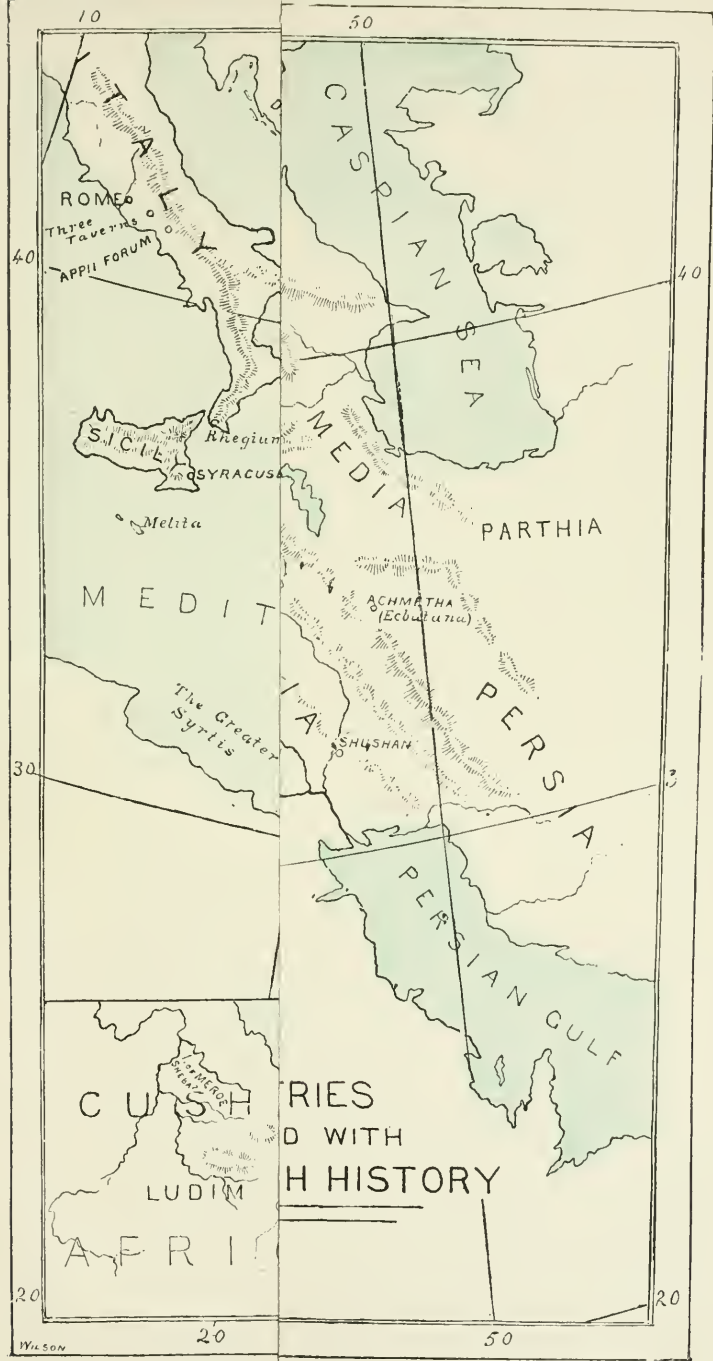 10
50
ITALY
CASPIAN SEA
ROME
Three
Taverns
APPII FORUM
40
40
SICIL
Rhegium
SYRACUSE
Melita
MEDIA
PARTHIA
MEDIT
ACHMETHA
(Ecbatana)
The Greater
Syrtis
IA
SHUSHAN
PERSIA
30
3
PERSIAN GULF
MEROE
CUSH
TRIES
D WITH
H HISTORY
LUDIM
AFRI
20
20
20
50
WILSON